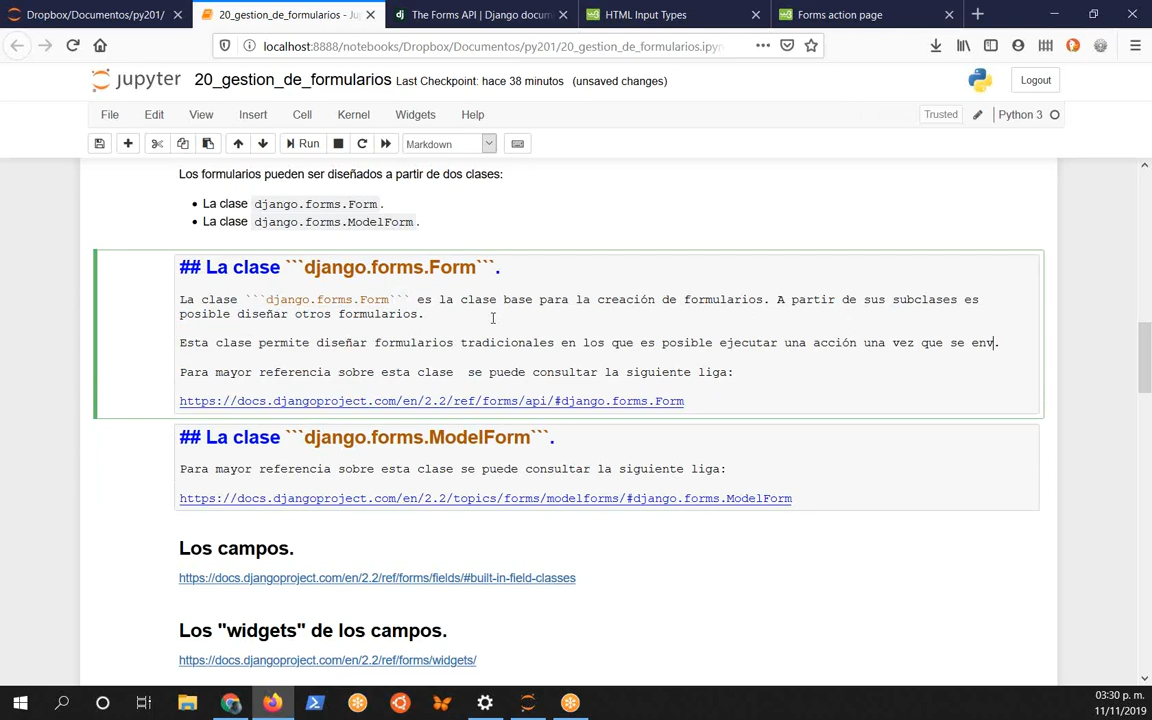 Dropbox/Documentos/py201/
20_gestion_de_formularios - Ju
The Forms API | Django docum
HTML Input Types
Forms action page
localhost:8888/notebooks/Dropbox/Documentos/py201/20_gestion_de_formularios.ipyn
jupyter 20_gestion_de_formularios Last Checkpoint: hace 38 minutos (unsaved changes)
Logout
File Edit View Insert Cell Kernel Widgets Help
Trusted Python 3
Run Markdown
Los formularios pueden ser diseñados a partir de dos clases:
• La clase django.forms.Form.
• La clase django.forms.ModelForm.
## La clase ```django.forms.Form```.
La clase ```django.forms.Form``` es la clase base para la creación de formularios. A partir de sus subclases es
posible diseñar otros formularios.
Esta clase permite diseñar formularios tradicionales en los que es posible ejecutar una acción una vez que se env.
Para mayor referencia sobre esta clase  se puede consultar la siguiente liga:
https://docs.djangoproject.com/en/2.2/ref/forms/api/#django.forms.Form
## La clase ```django.forms.ModelForm```.
Para mayor referencia sobre esta clase se puede consultar la siguiente liga:
https://docs.djangoproject.com/en/2.2/topics/forms/modelforms/#django.forms.ModelForm
Los campos.
https://docs.djangoproject.com/en/2.2/ref/forms/fields/#built-in-field-classes
Los "widgets" de los campos.
https://docs.djangoproject.com/en/2.2/ref/forms/widgets/
03:30 p. m.
11/11/2019